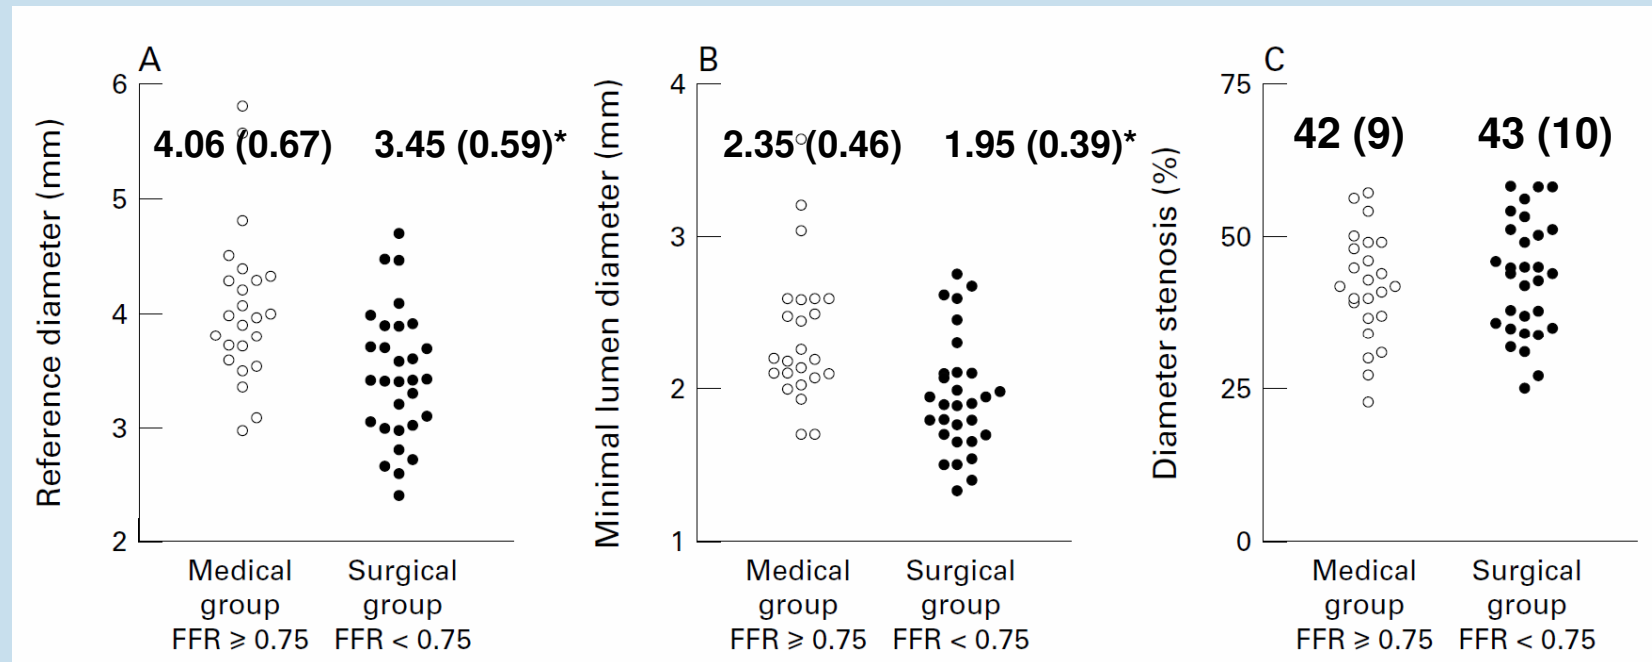 A
Reference diameter (mm)
6
5
4
3
2
4.06 (0.67)
3.45 (0.59)*
Medical
group
FFR ⩾ 0.75
Surgical
group
FFR < 0.75
B
Minimal lumen diameter (mm)
4
3
2
1
2.35 (0.46)
1.95 (0.39)*
Medical
group
FFR ⩾ 0.75
Surgical
group
FFR < 0.75
C
Diameter stenosis (%)
75
50
25
0
42 (9)
43 (10)
Medical
group
FFR ⩾ 0.75
Surgical
group
FFR < 0.75